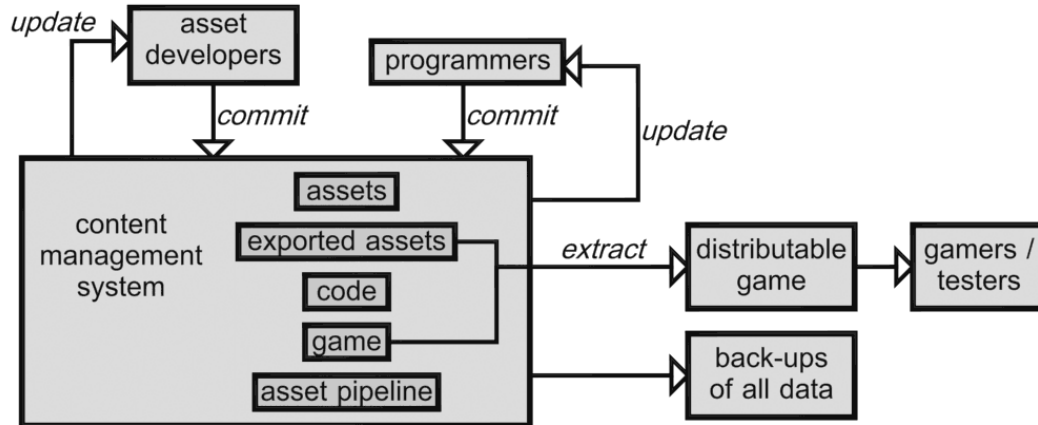 update
asset
developers
programmers
commit
commit
update
content
management
system
assets
exported assets
code
game
asset pipeline
extract
distributable
game
gamers /
testers
back-ups
of all data